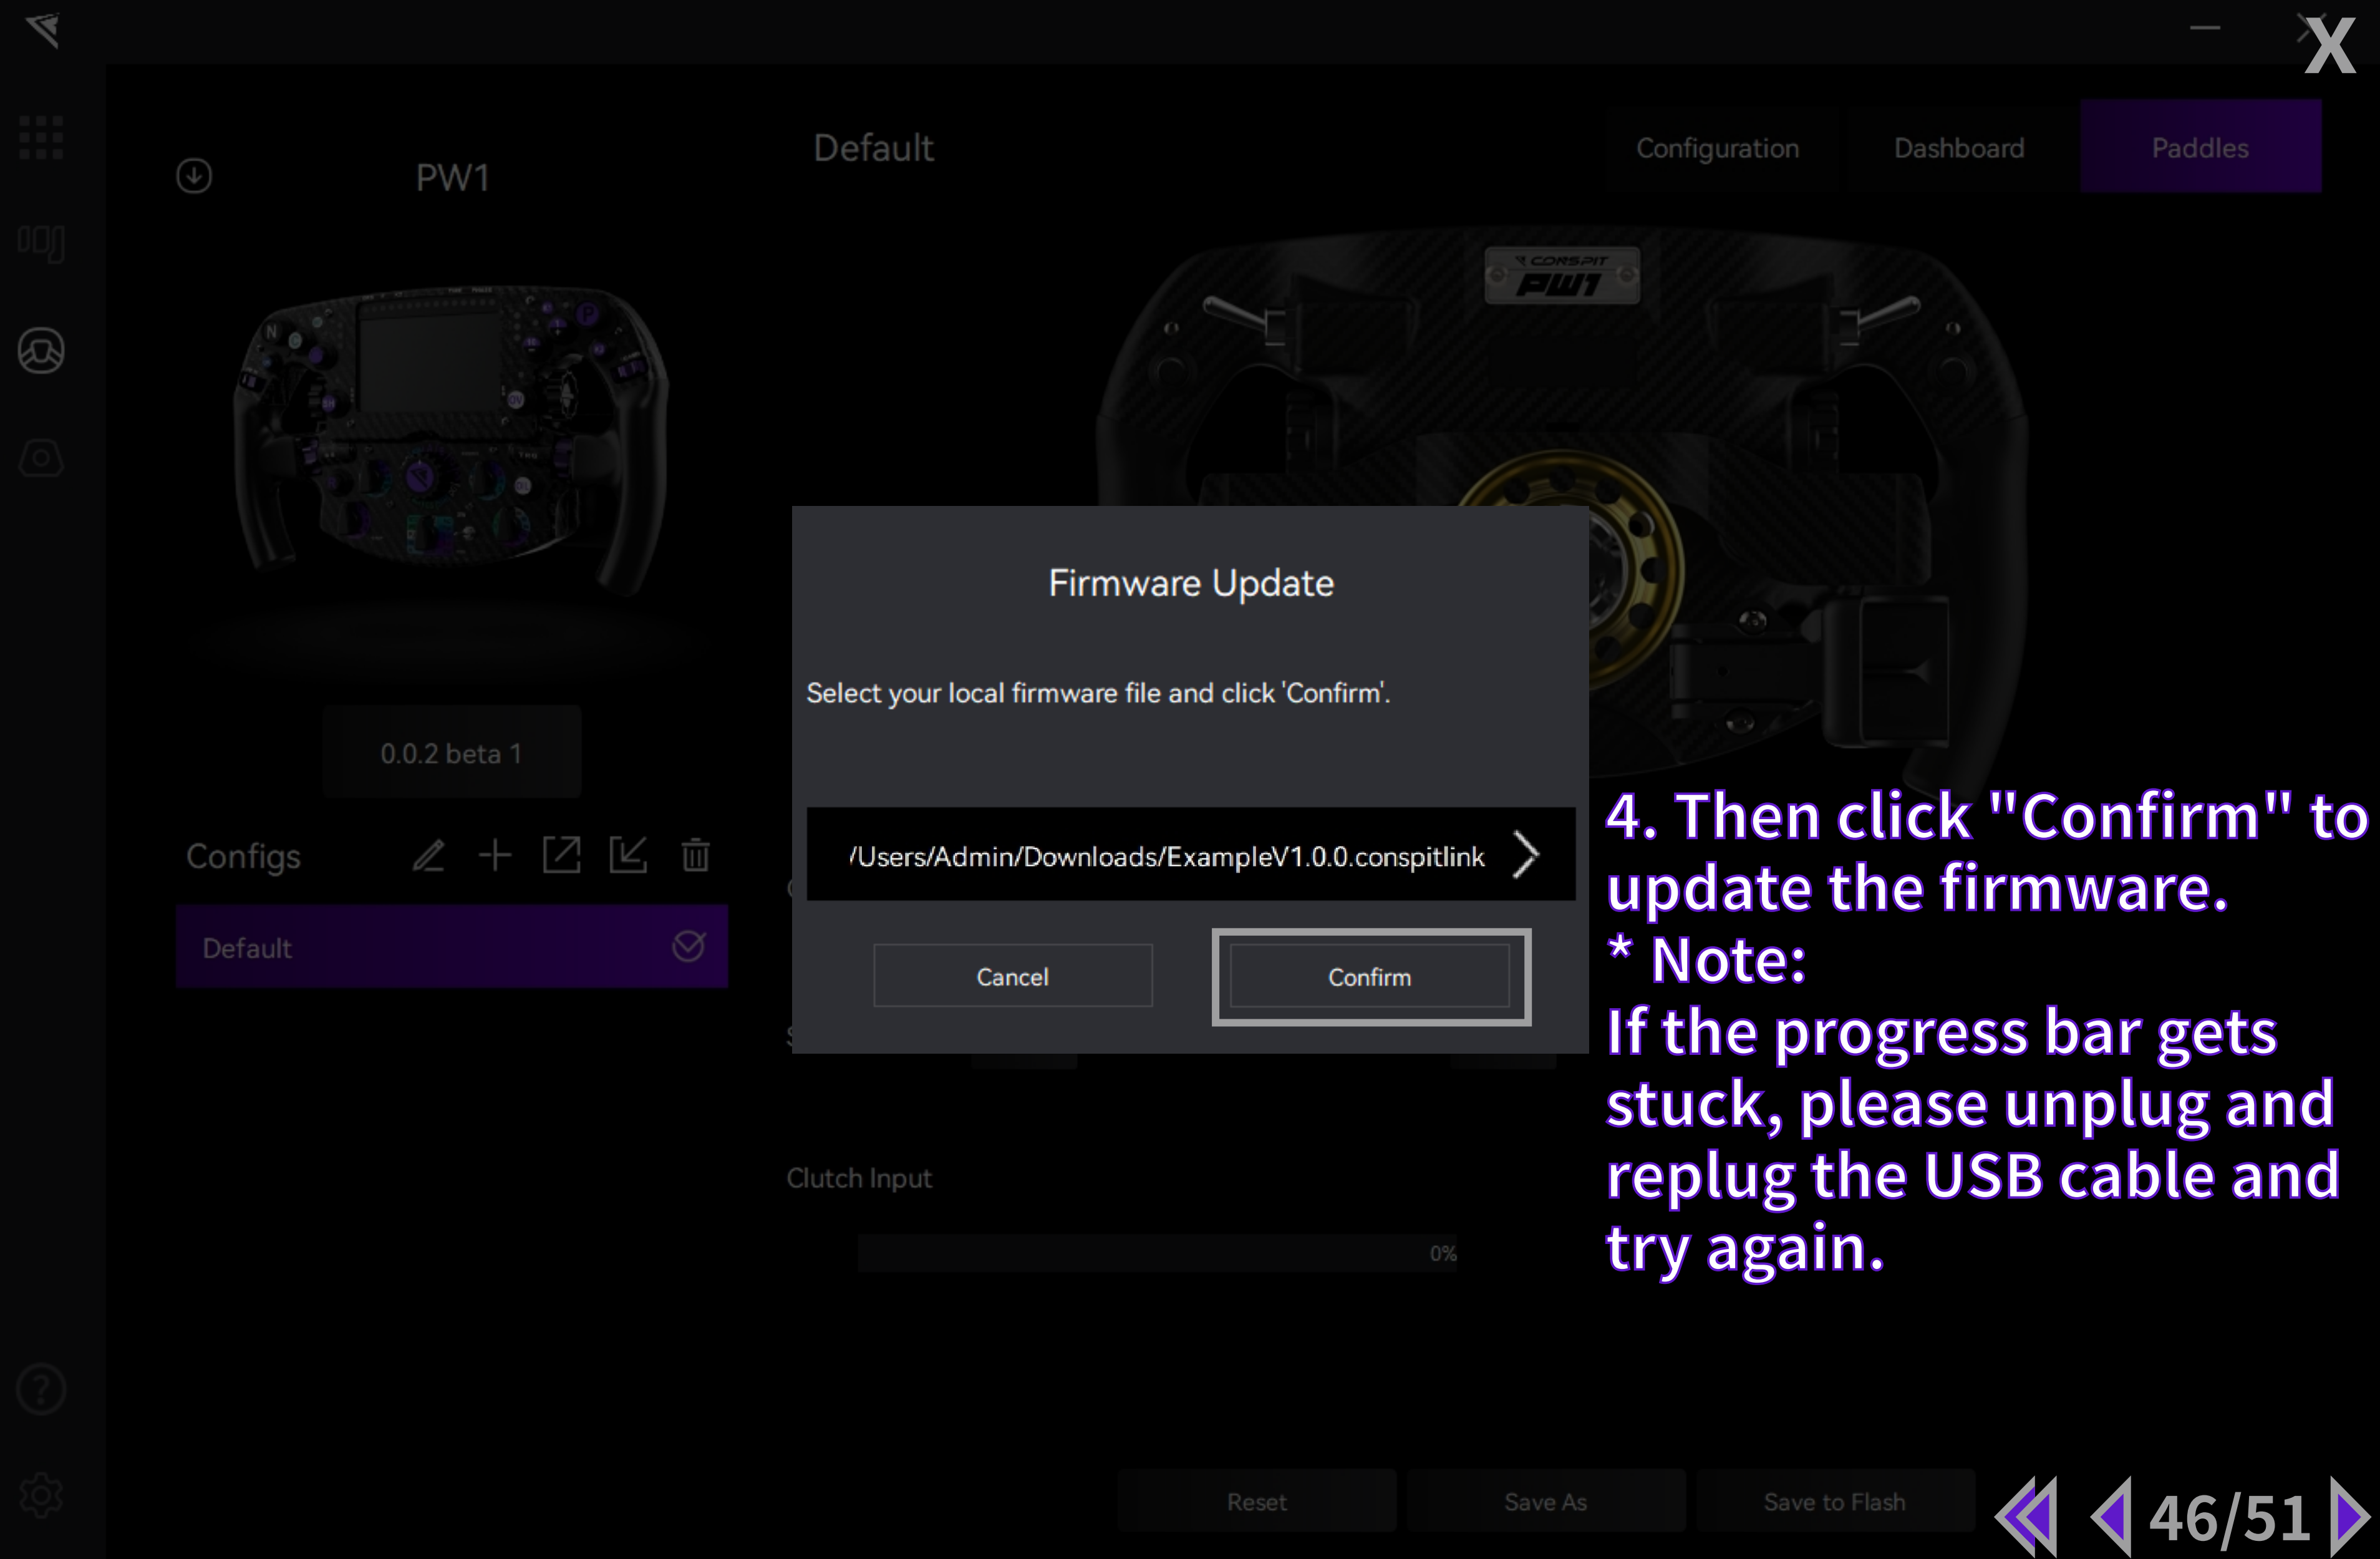 X
PW1
Default
Configuration
Dashboard
Paddles
PW1
Firmware Update
Select your local firmware file and click 'Confirm'.
/Users/Admin/Downloads/ExampleV1.0.0.conspitlink
Cancel
Confirm
0.0.2 beta 1
Configs
Default
4. Then click "Confirm" to
update the firmware.
* Note:
If the progress bar gets
stuck, please unplug and
replug the USB cable and
try again.
Clutch Input
0%
Reset
Save As
Save to Flash
46/51